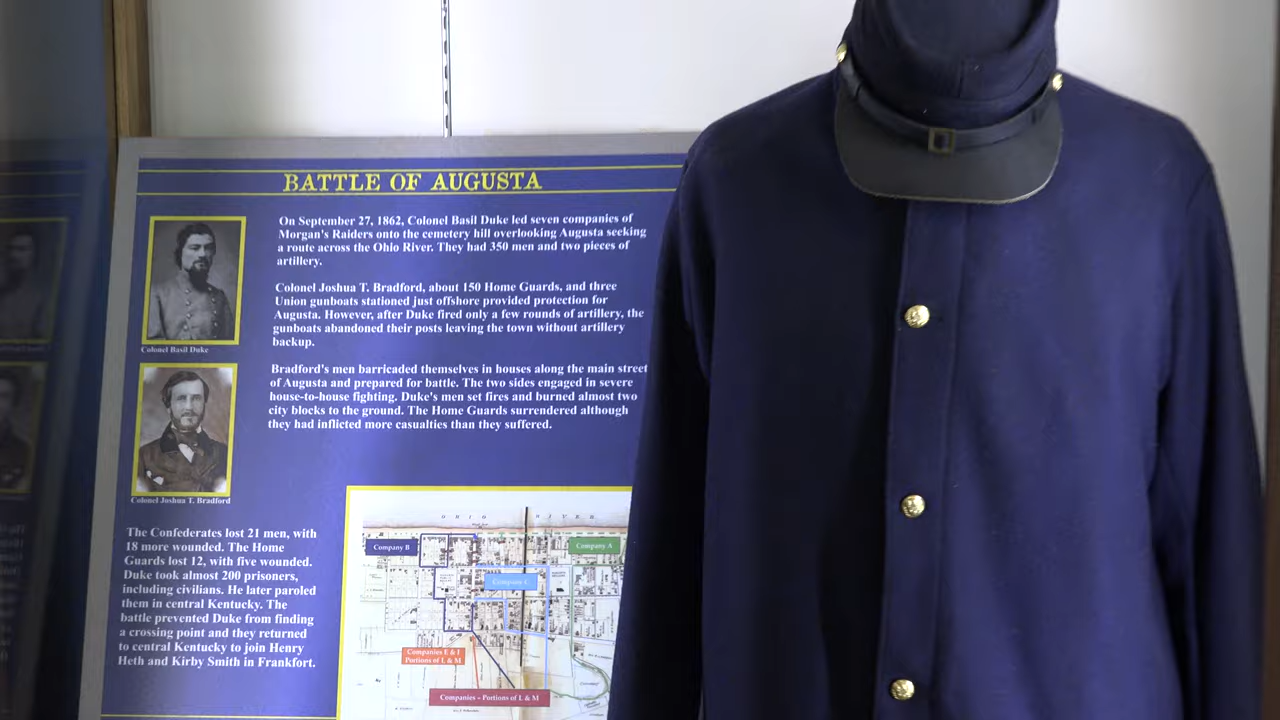 BATTLE OF AUGUSTA
On September 27, 1862, Colonel Basil Duke led seven companies of
Morgan's Raiders onto the cemetery hill overlooking Augusta seeking
a route across the Ohio River. They had 350 men and two pieces of
artillery.
Colonel Joshua T. Bradford, about 150 Home Guards, and three
Union gunboats stationed just offshore provided protection for
Augusta. However, after Duke fired only a few rounds of artillery, the
gunboats abandoned their posts leaving the town without artillery
backup.
Colonel Basil Duke
Bradford's men barricaded themselves in houses along the main street
of Augusta and prepared for battle. The two sides engaged in severe
house-to-house fighting. Duke's men set fires and burned almost two
city blocks to the ground. The Home Guards surrendered although
they had inflicted more casualties than they suffered.
Colonel Joshua T. Bradford
The Confederates lost 21 men, with
18 more wounded. The Home
Guards lost 12, with five wounded.
Duke took almost 200 prisoners,
including civilians. He later paroled
them in central Kentucky. The
battle prevented Duke from finding
a crossing point and they returned
to central Kentucky to join Henry
Heth and Kirby Smith in Frankfort.
OHIO RIVER
Company B
Company A
Company C
Companies E & I
Portions of L & M
Companies - Portions of L & M